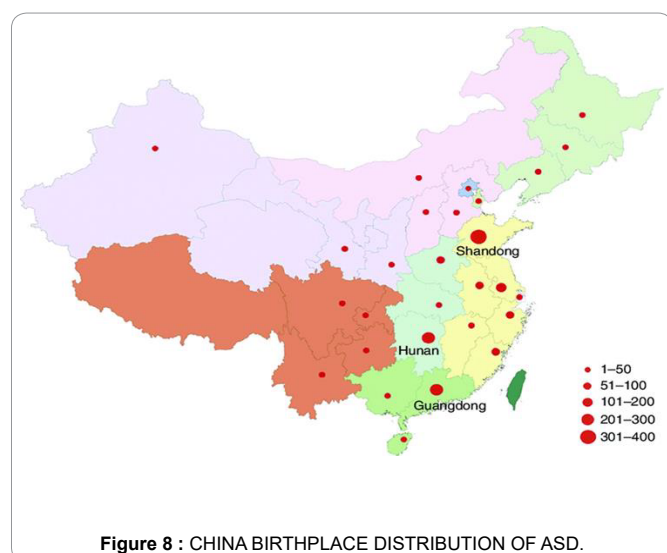 Shandong
Hunan
Guangdong
1–50
51–100
101–200
201–300
301–400
Figure 8 : CHINA BIRTHPLACE DISTRIBUTION OF ASD.